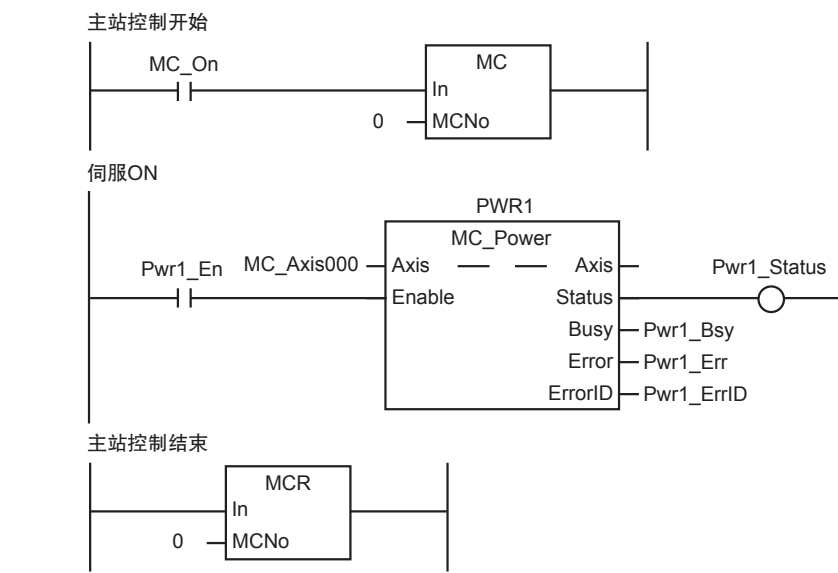 主站控制开始
MC_On
MC
In
0 MCNo
伺服ON
PWR1
MC_Power
Pwr1_En MC_Axis000 Axis Axis Pwr1_Status
Enable Status
Busy Pwr1_Bsy
Error Pwr1_Err
ErrorID Pwr1_ErrID
主站控制结束
MCR
In
0 MCNo